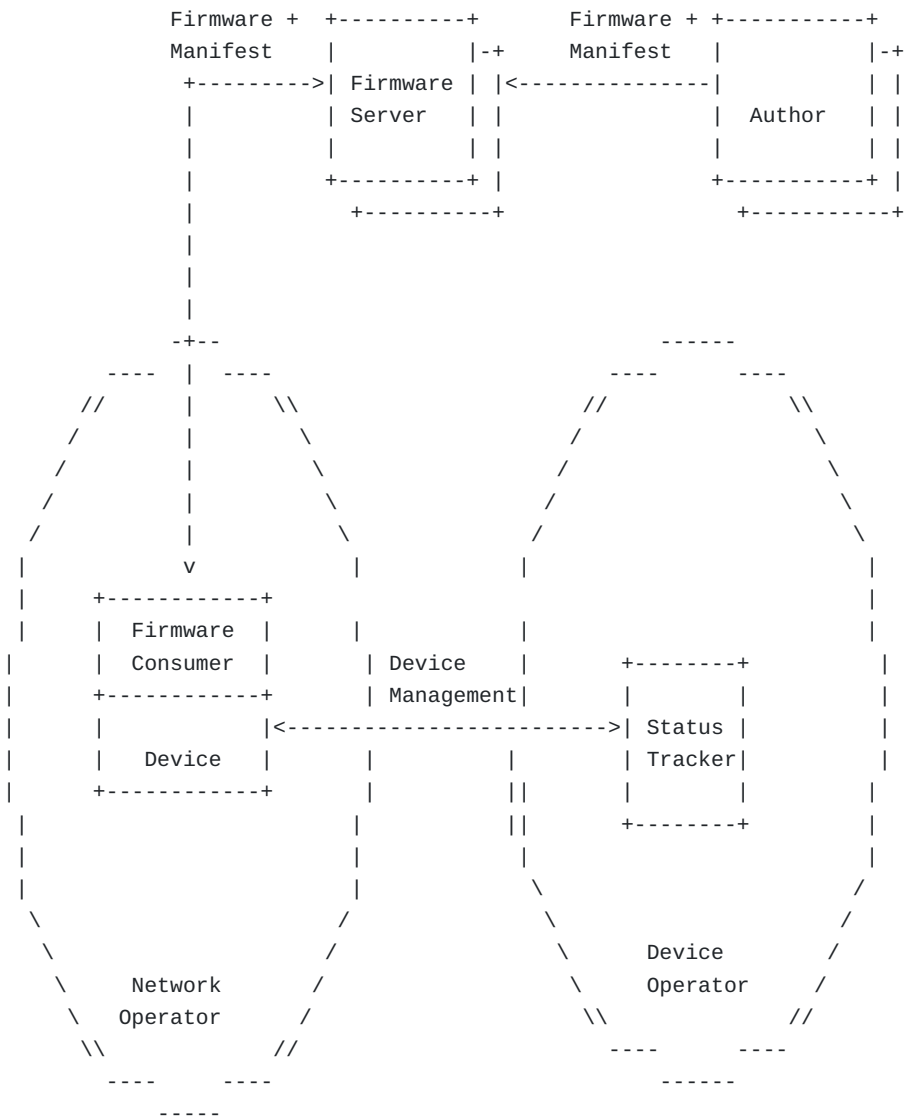 Firmware +
Manifest
Firmware
Server
Firmware +
Manifest
Author
Firmware
Consumer
Device
Device
Management
Status
Tracker
Network
Operator
Device
Operator